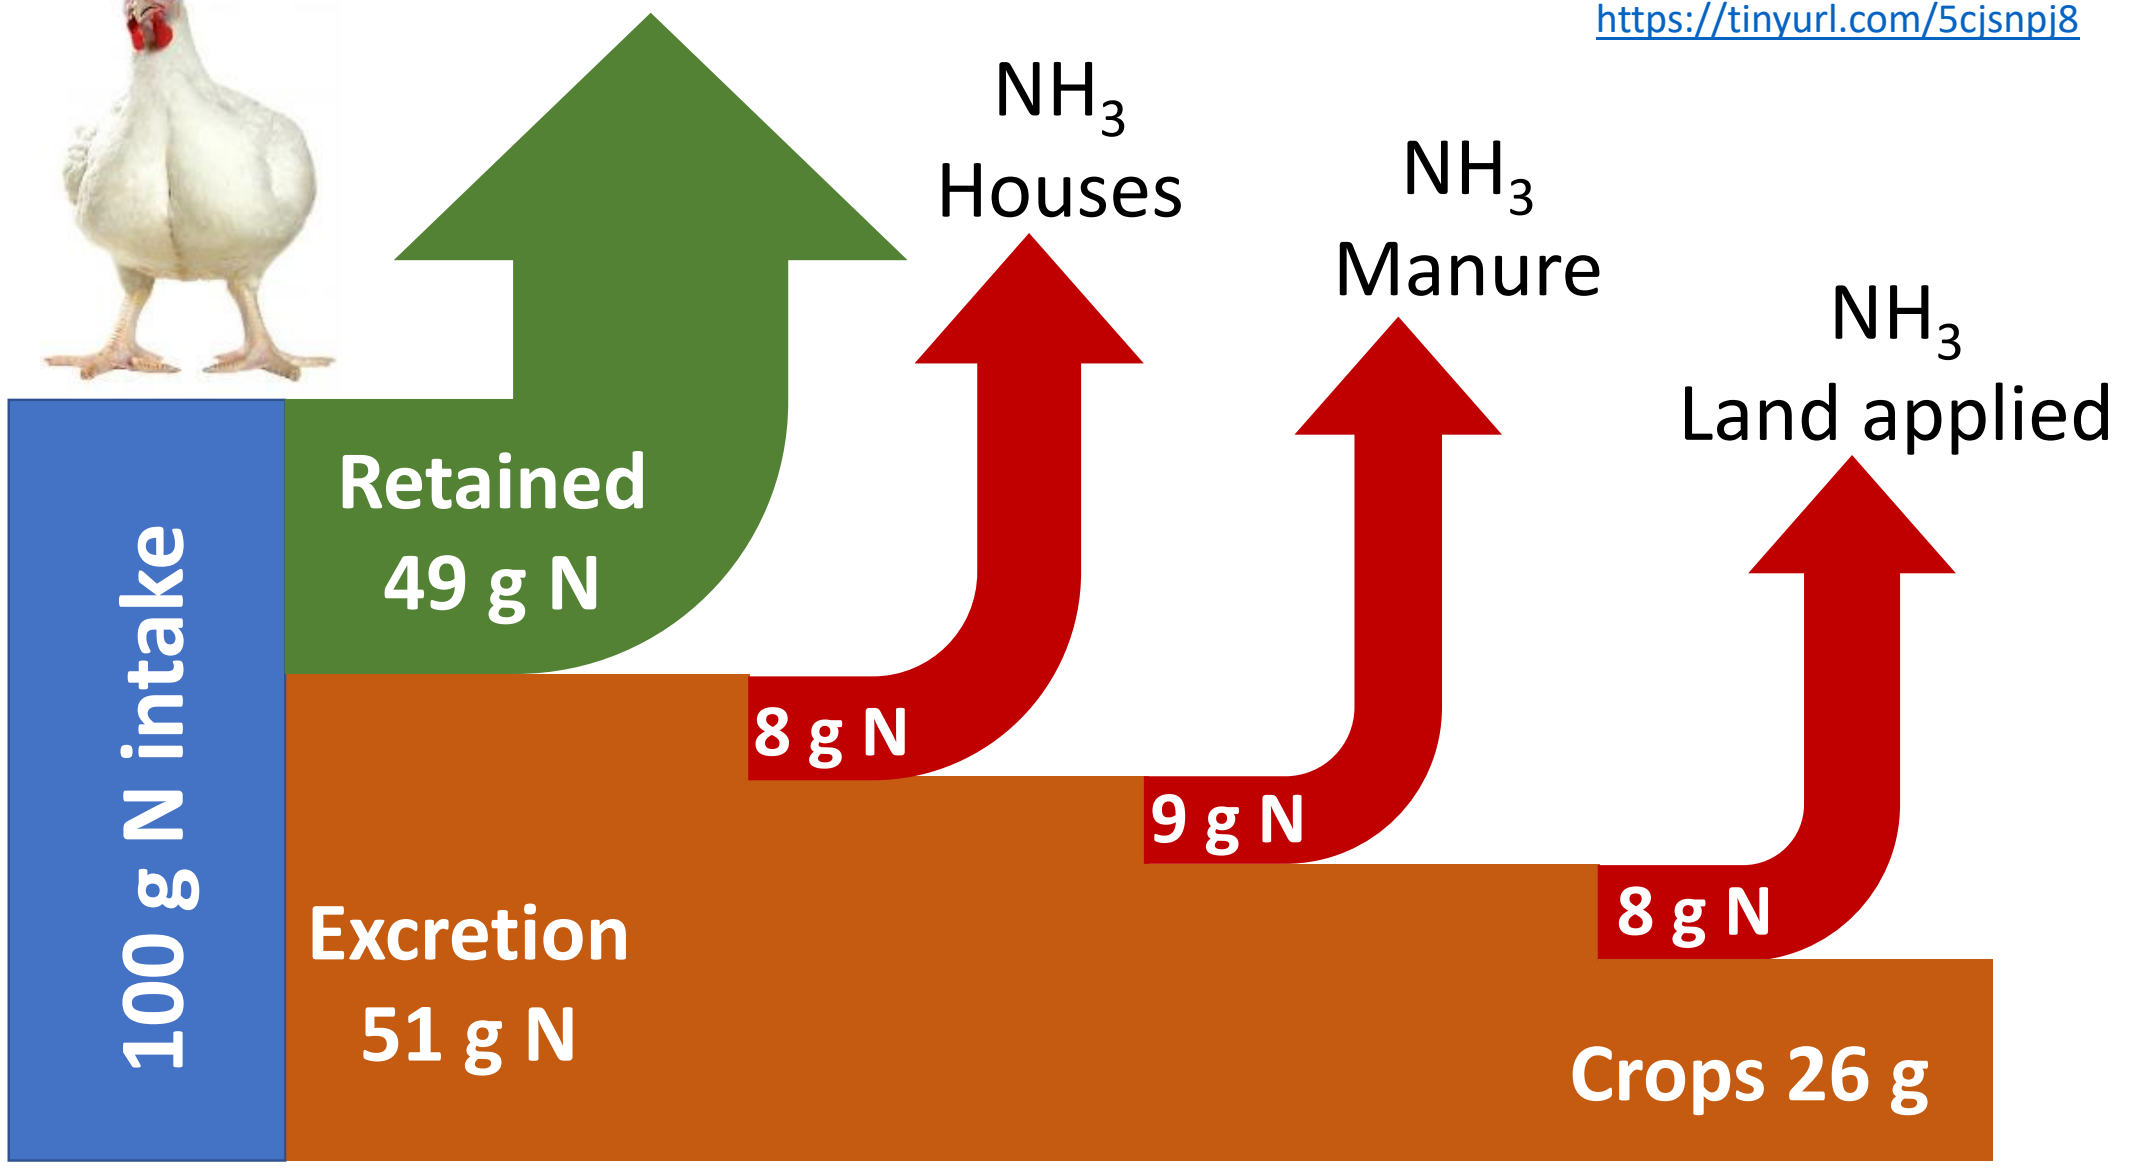 https://tinyurl.com/5cjsnpj8
NH₃
Houses
NH₃
Manure
NH₃
Land applied
100 g N intake
Retained
49 g N
8 g N
9 g N
8 g N
Excretion
51 g N
Crops 26 g